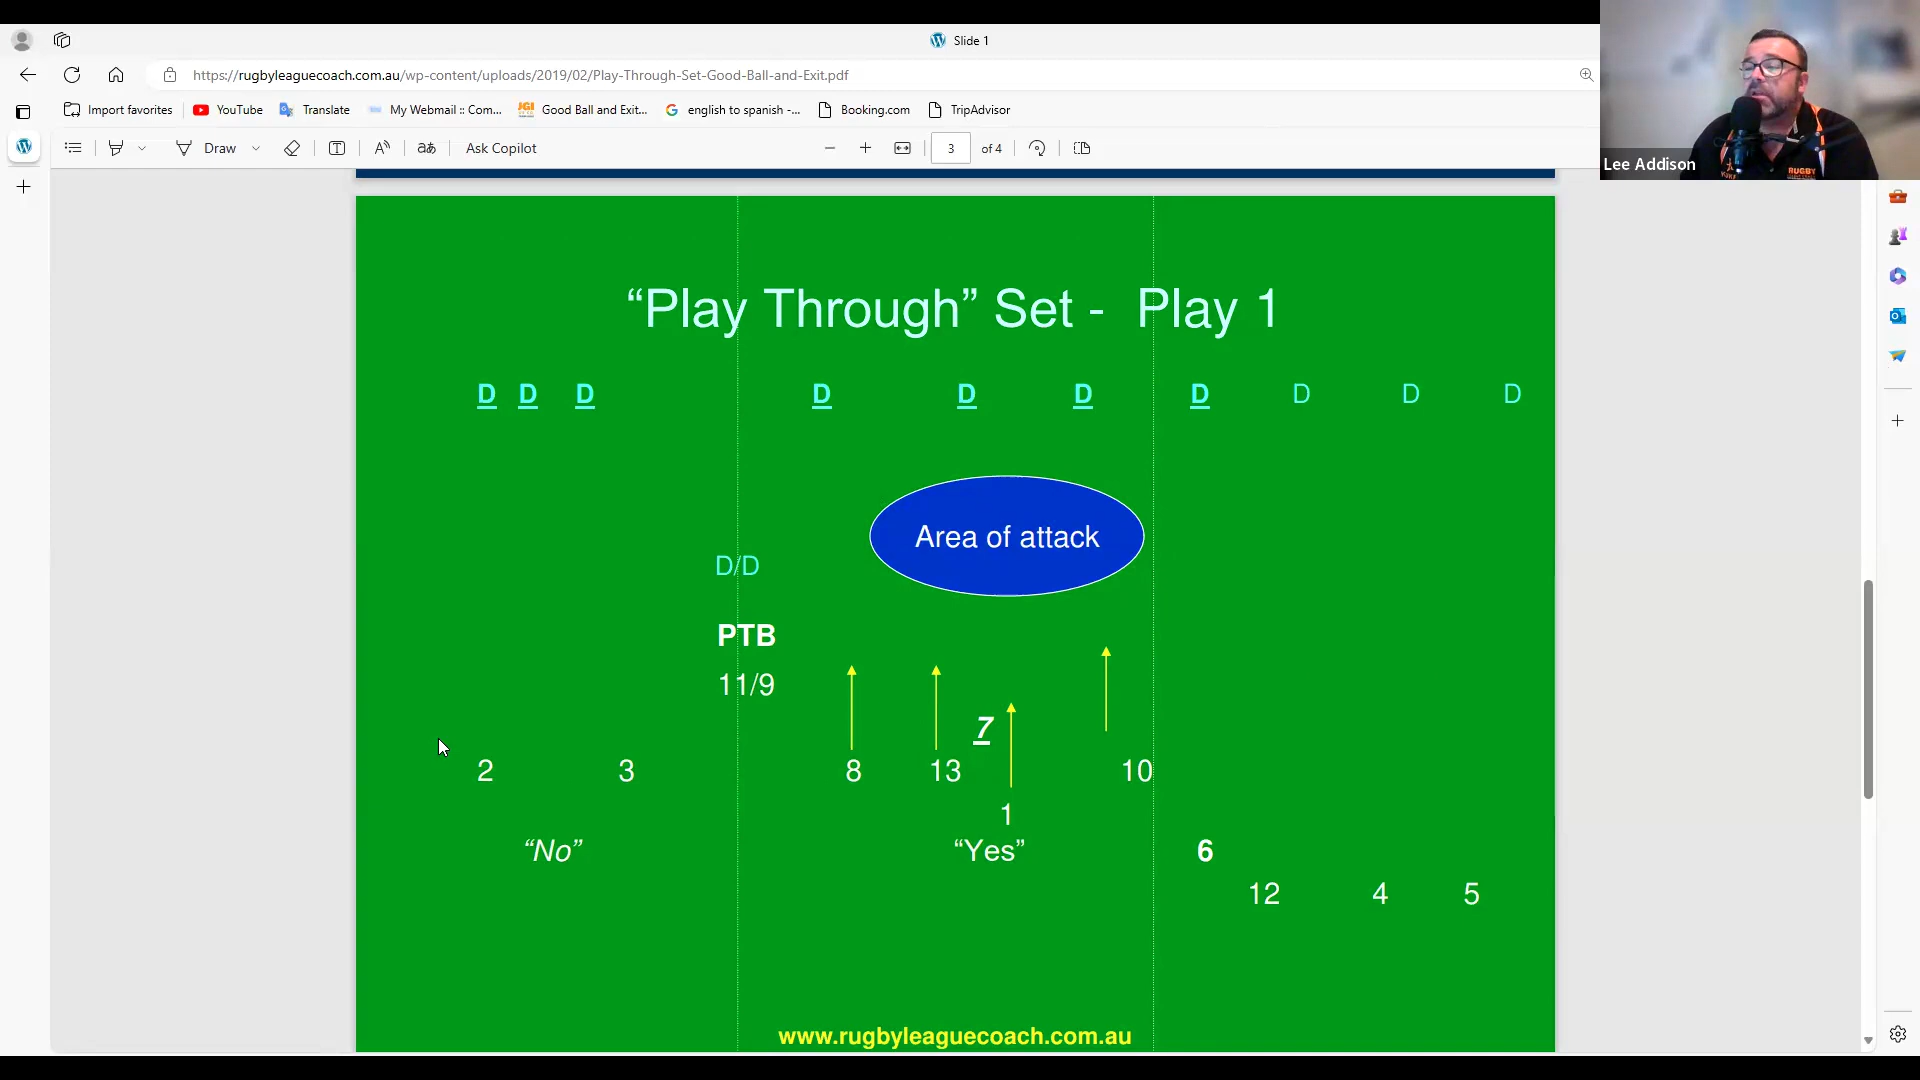 Slide 1
https://rugbyleaguecoach.com.au/wp-content/uploads/2019/02/Play-Through-Set-Good-Ball-and-Exit.pdf
Import favorites YouTube Translate My Webmail :: Com... Good Ball and Exit... english to spanish -... Booking.com TripAdvisor
Draw Ask Copilot 3 of 4
Lee Addison
RUGBY
“Play Through” Set - Play 1
D D D D D D D D D D
Area of attack
D/D
PTB
11/9
7
2 3 8 13 10
1
“No” “Yes” 6
12 4 5
www.rugbyleaguecoach.com.au